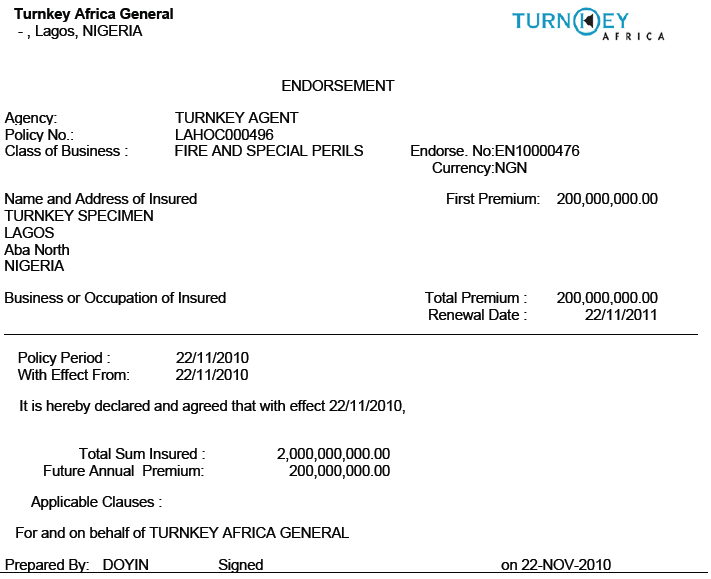 Turnkey Africa General
- , Lagos, NIGERIA
TURNKEY
AFRICA
ENDORSEMENT
Agency: TURNKEY AGENT
Policy No.: LAHOC000496
Class of Business : FIRE AND SPECIAL PERILS Endorse. No:EN10000476
Currency:NGN
Name and Address of Insured First Premium: 200,000,000.00
TURNKEY SPECIMEN
LAGOS
Aba North
NIGERIA
Business or Occupation of Insured Total Premium : 200,000,000.00
Renewal Date : 22/11/2011
Policy Period : 22/11/2010
With Effect From: 22/11/2010
It is hereby declared and agreed that with effect 22/11/2010,
Total Sum Insured : 2,000,000,000.00
Future Annual Premium: 200,000,000.00
Applicable Clauses :
For and on behalf of TURNKEY AFRICA GENERAL
Prepared By: DOYIN Signed on 22-NOV-2010